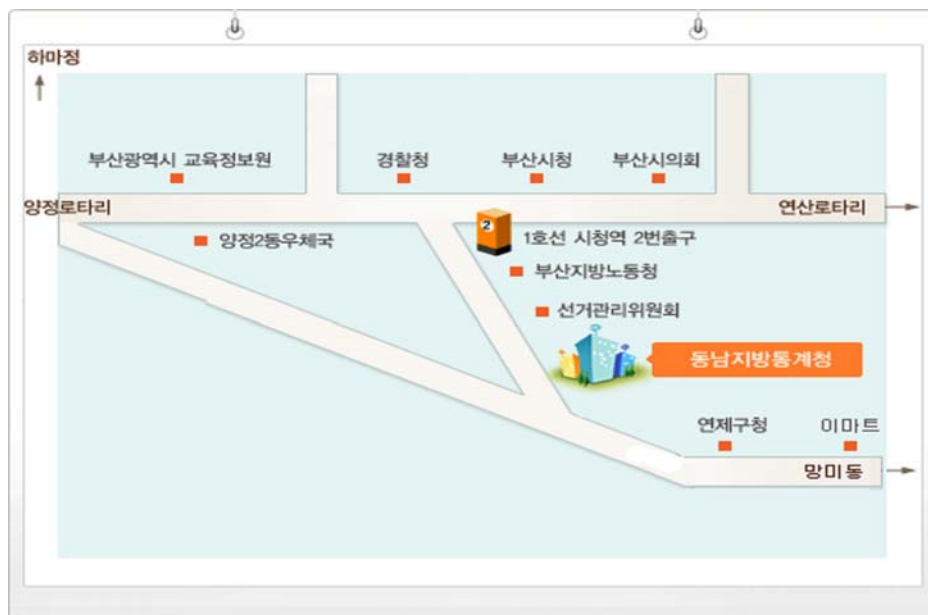 하마정
부산광역시 교육정보원
경찰청
부산시청
부산시의회
양정로타리
연산로타리
2
1호선 시청역 2번출구
양정2동우체국
부산지방노동청
선거관리위원회
동남지방통계청
연제구청
이마트
망미동